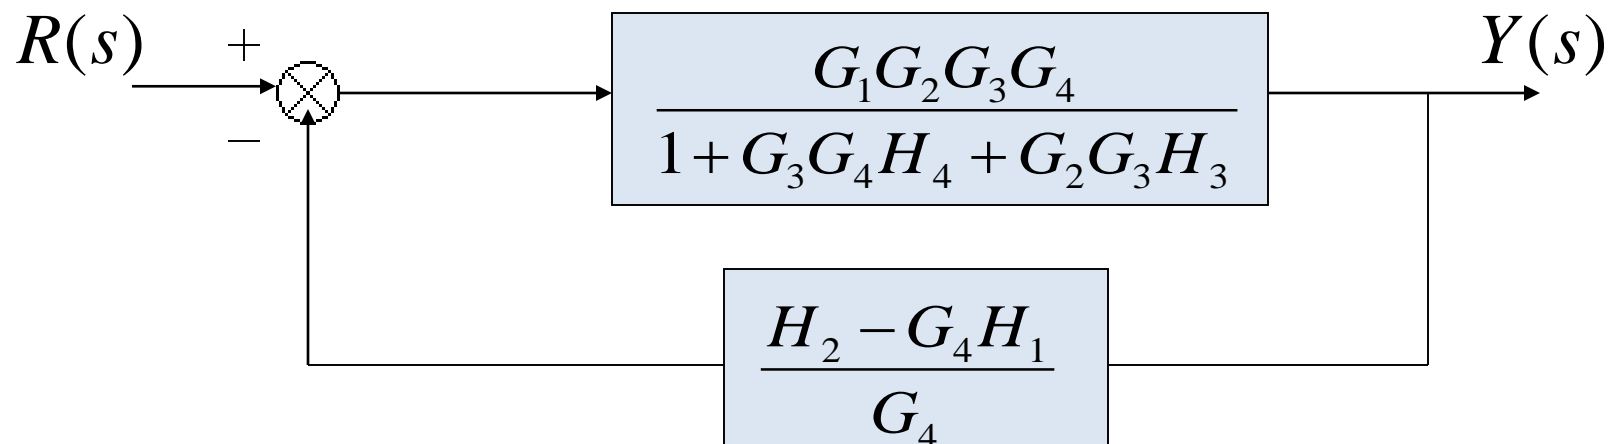 R(s) + Y(s)
−
G₁G₂G₃G₄
1 + G₃G₄H₄ + G₂G₃H₃
H₂ − G₄H₁
G₄